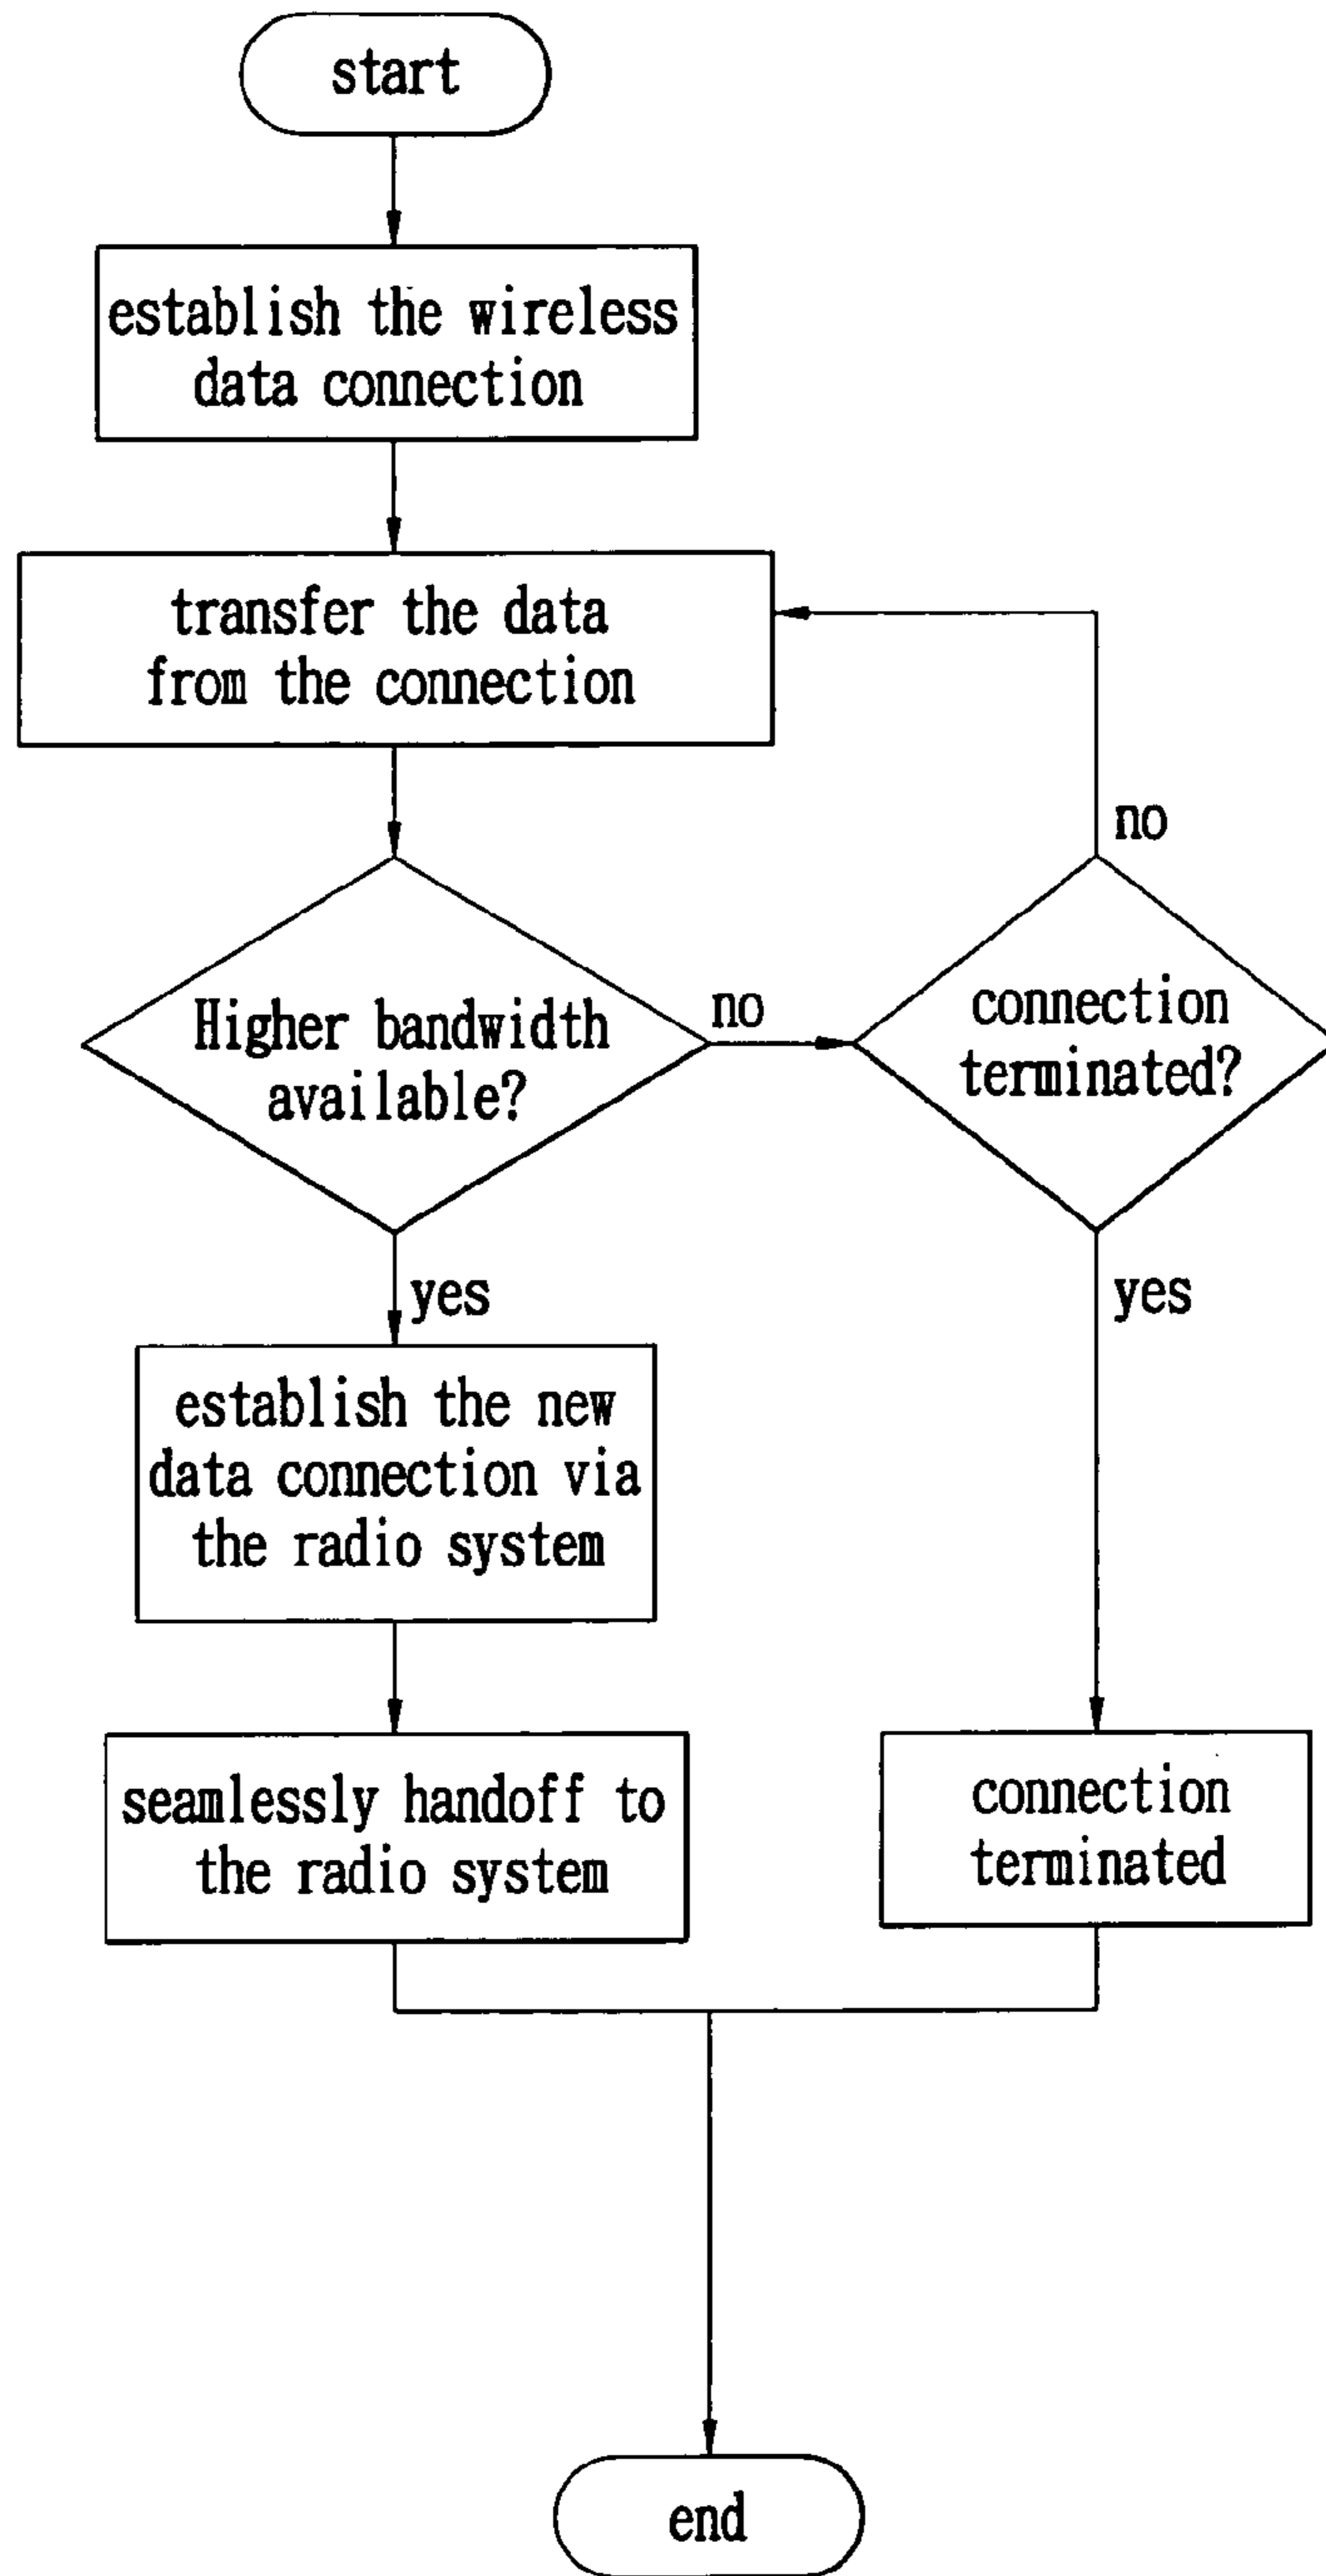 start
establish the wireless
data connection
transfer the data
from the connection
no
Higher bandwidth
available?
no
connection
terminated?
yes
yes
establish the new
data connection via
the radio system
seamlessly handoff to
the radio system
connection
terminated
end